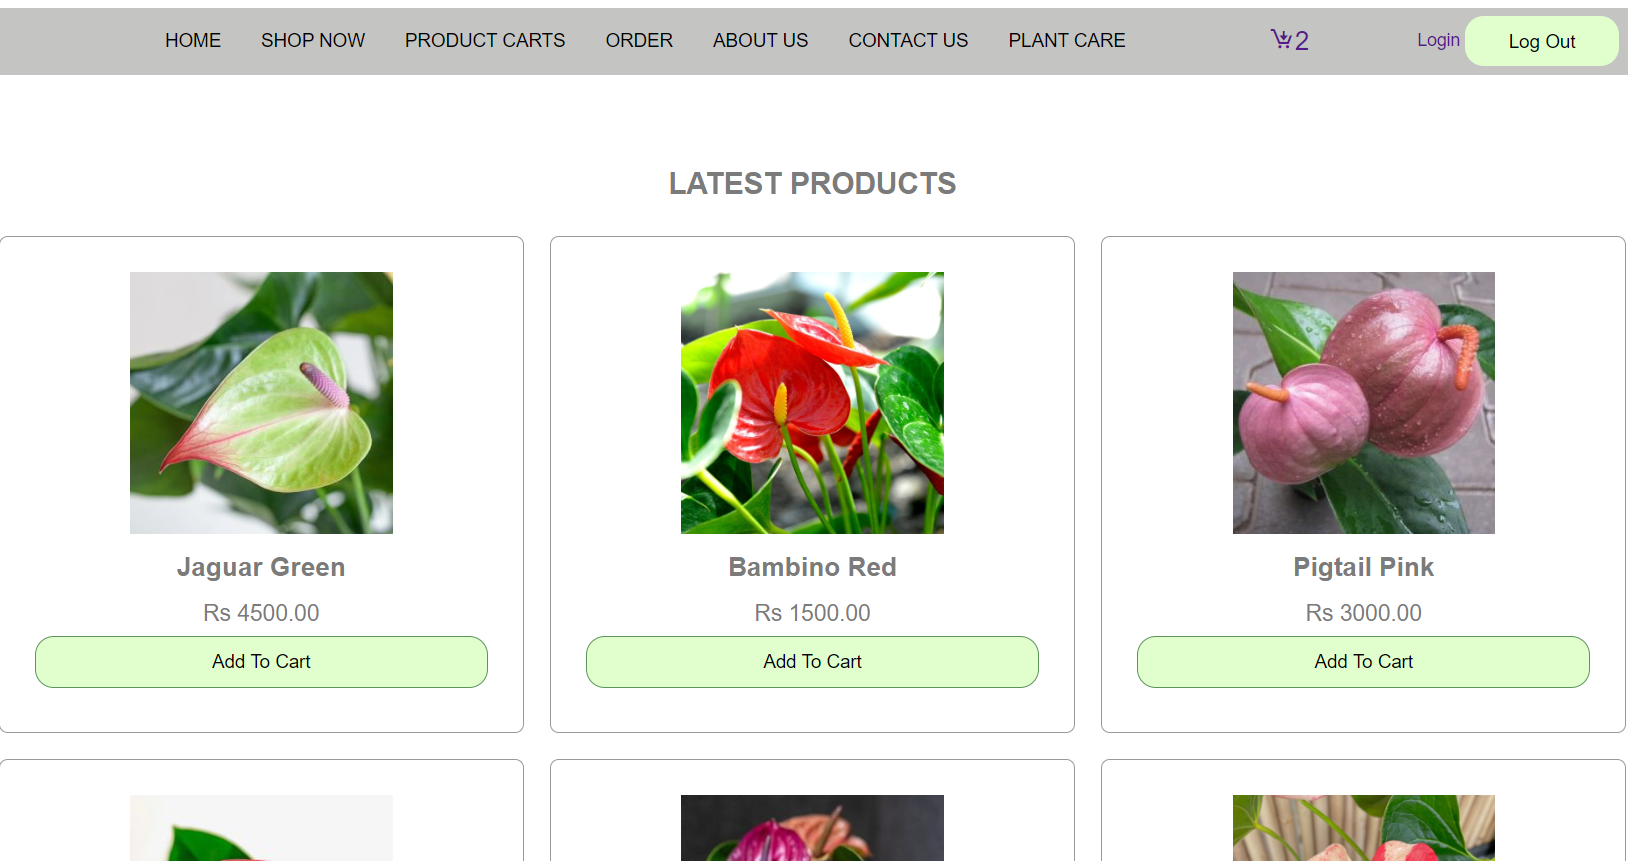 HOME SHOP NOW PRODUCT CARTS ORDER ABOUT US CONTACT US PLANT CARE 2 Login Log Out
LATEST PRODUCTS
Jaguar Green Bambino Red Pigtail Pink
Rs 4500.00 Rs 1500.00 Rs 3000.00
Add To Cart Add To Cart Add To Cart